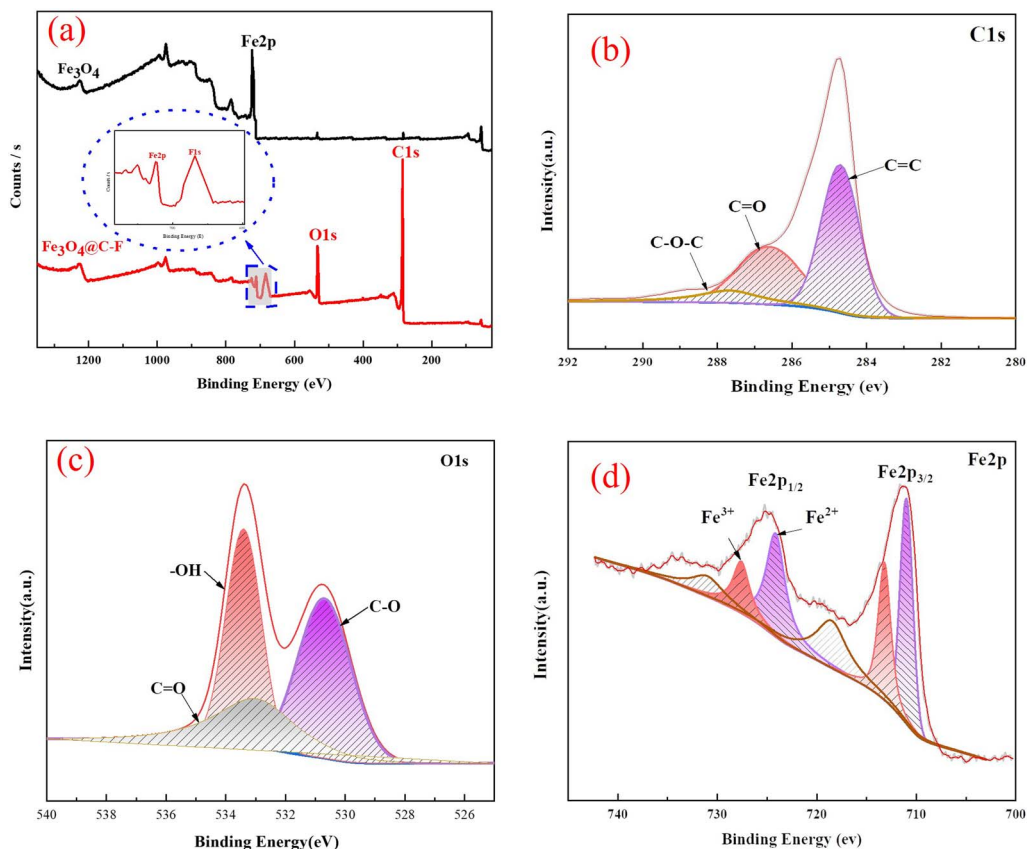 (a)
Fe2p
Fe3O4
Counts / s
Fe2p
F1s
Binding Energy (E)
C1s
O1s
Fe3O4@C-F
1200 1000 800 600 400 200
Binding Energy (eV)
(b)
C1s
C=C
C=O
C-O-C
Intensity(a.u.)
292 290 288 286 284 282 280
Binding Energy (ev)
(c)
O1s
-OH
C-O
C=O
Intensity(a.u.)
540 538 536 534 532 530 528 526
Binding Energy(eV)
(d)
Fe2p
Fe2p3/2
Fe2p1/2
Fe3+
Fe2+
Intensity(a.u.)
740 730 720 710 700
Binding Energy (ev)